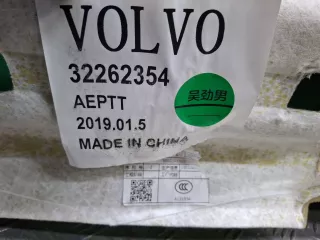 VOLVO
32262354
吴劲男
AEPTT
2019.01.5
MADE IN CHINA